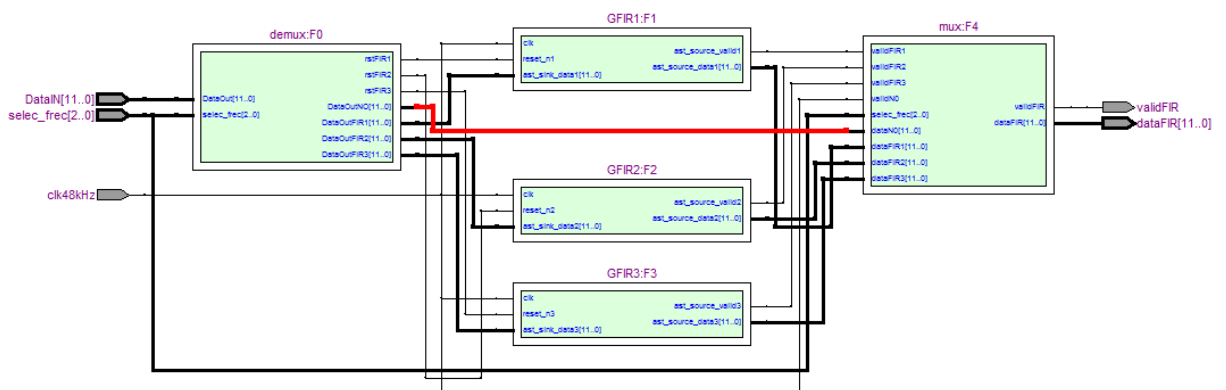 GFIR1:F1
demux:F0
mux:F4
clk
reset_n1
ast_sink_data1[11..0]
ast_source_valid1
ast_source_data1[11..0]
DataIN[11..0]
selec_frec[2..0]
DataOut[11..0]
selec_frec[2..0]
rstFIR1
rstFIR2
rstFIR3
DataOutNO[11..0]
DataOutFIR1[11..0]
DataOutFIR2[11..0]
DataOutFIR3[11..0]
validFIR1
validFIR2
validFIR3
validN0
selec_frec[2..0]
dataN0[11..0]
dataFIR1[11..0]
dataFIR2[11..0]
dataFIR3[11..0]
validFIR
dataFIR[11..0]
validFIR
dataFIR[11..0]
GFIR2:F2
clk48kHz
clk
reset_n2
ast_sink_data2[11..0]
ast_source_valid2
ast_source_data2[11..0]
GFIR3:F3
clk
reset_n3
ast_sink_data3[11..0]
ast_source_valid3
ast_source_data3[11..0]